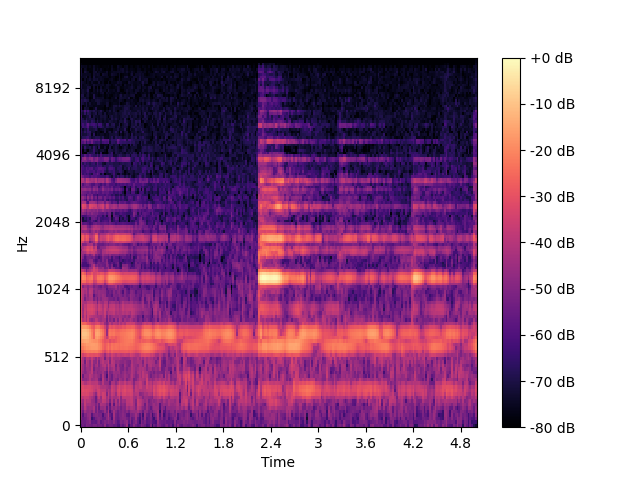 Hz
8192
4096
2048
1024
512
0
0 0.6 1.2 1.8 2.4 3 3.6 4.2 4.8
Time
+0 dB
-10 dB
-20 dB
-30 dB
-40 dB
-50 dB
-60 dB
-70 dB
-80 dB